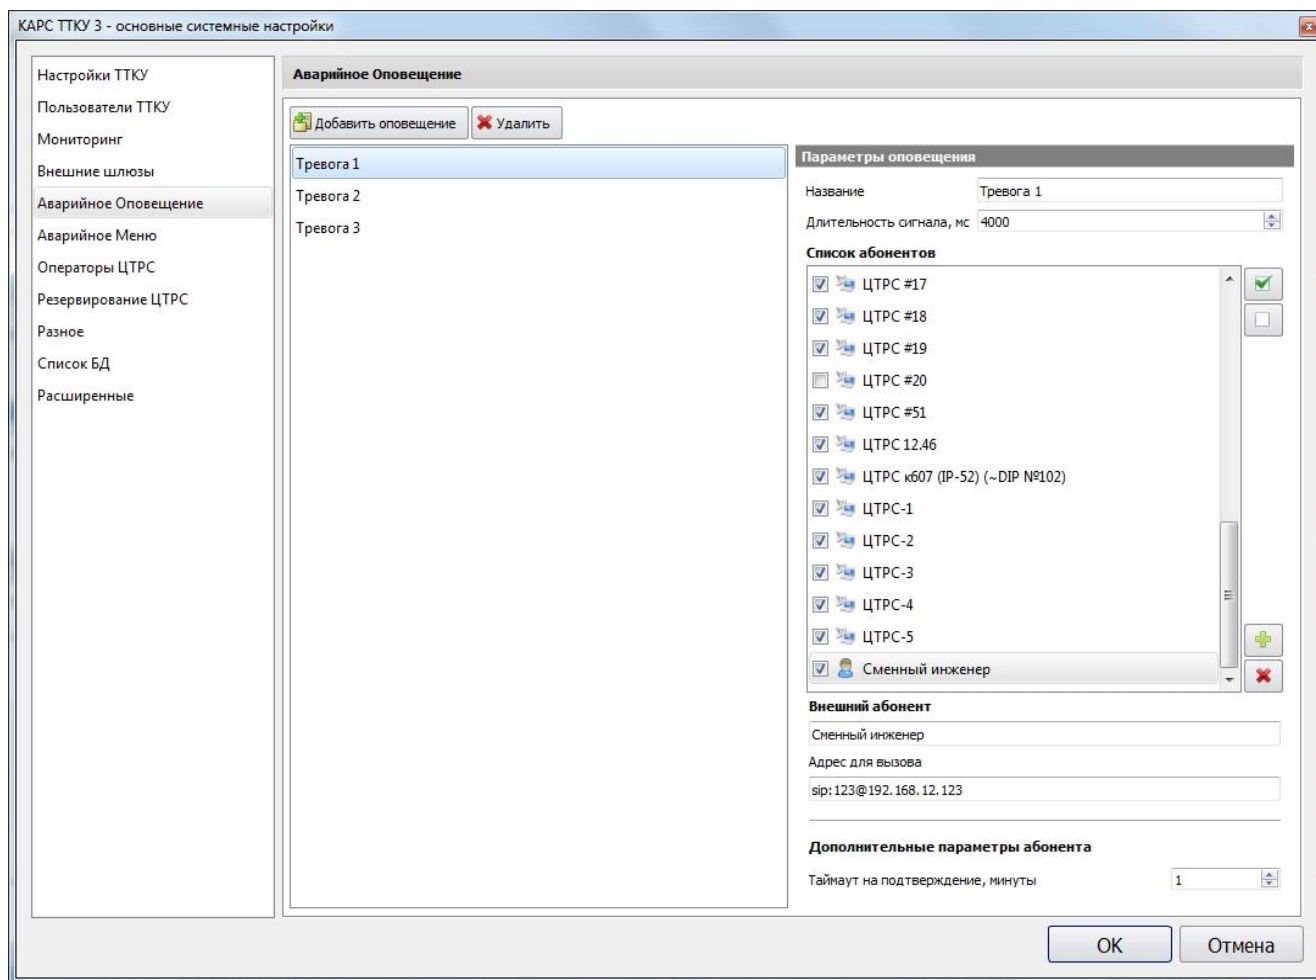 КАРС ТТКУ 3 - основные системные настройки
Настройки ТТКУ
Пользователи ТТКУ
Мониторинг
Внешние шлюзы
Аварийное Оповещение
Аварийное Меню
Операторы ЦТРС
Резервирование ЦТРС
Разное
Список БД
Расширенные
Аварийное Оповещение
Добавить оповещение
Удалить
Тревога 1
Тревога 2
Тревога 3
Параметры оповещения
Название Тревога 1
Длительность сигнала, мс 4000
Список абонентов
ЦТРС #17
ЦТРС #18
ЦТРС #19
ЦТРС #20
ЦТРС #51
ЦТРС 12.46
ЦТРС к607 (IP-52) (~DIP №102)
ЦТРС-1
ЦТРС-2
ЦТРС-3
ЦТРС-4
ЦТРС-5
Сменный инженер
Внешний абонент
Сменный инженер
Адрес для вызова
sip:123@192.168.12.123
Дополнительные параметры абонента
Таймаут на подтверждение, минуты 1
OK
Отмена